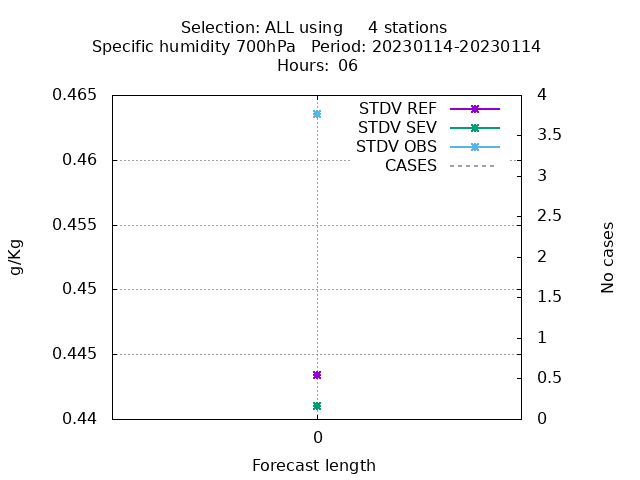 Selection: ALL using     4 stations
Specific humidity 700hPa   Period: 20230114-20230114
Hours:  06
0.465
0.46
0.455
0.45
0.445
0.44
g/Kg
STDV REF
STDV SEV
STDV OBS
CASES
4
3.5
3
2.5
2
1.5
1
0.5
0
No cases
0
Forecast length